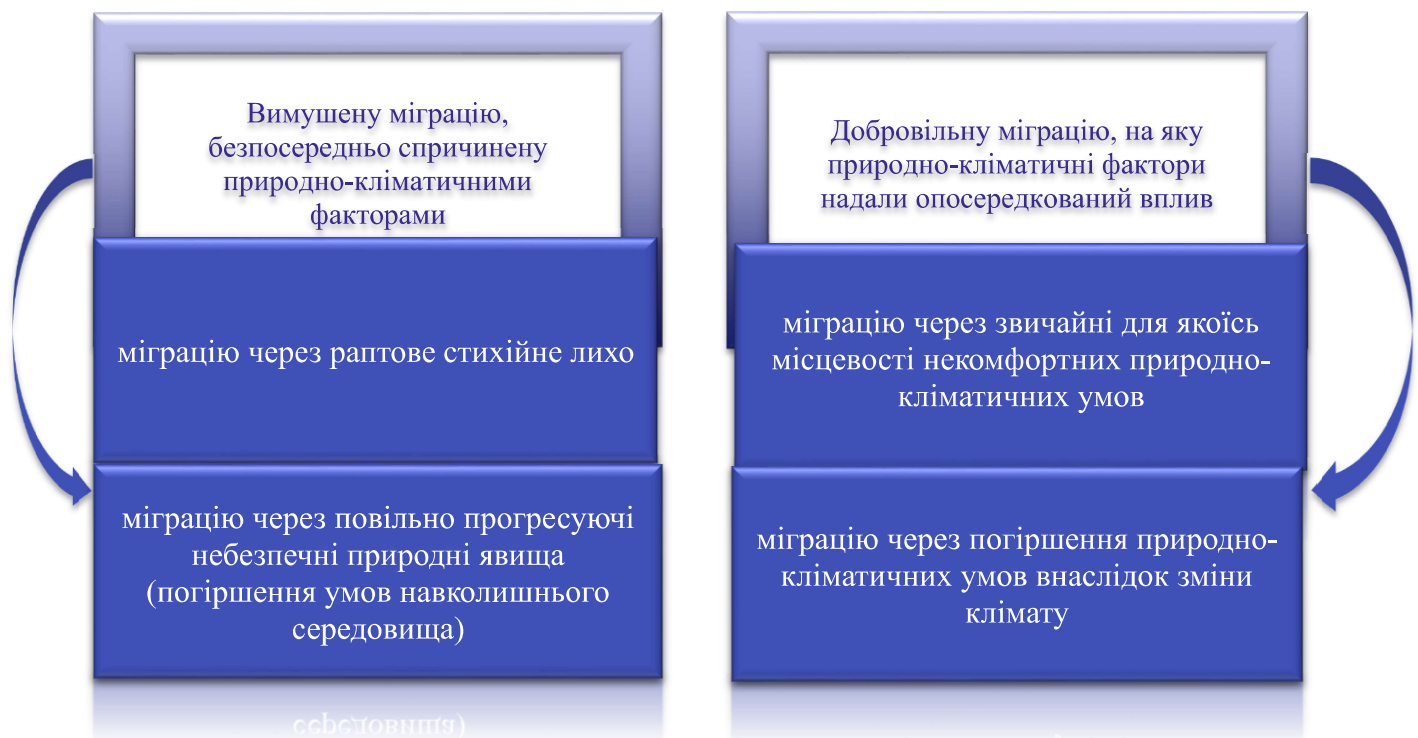 Вимушену міграцію,
безпосередньо спричинену
природно-кліматичними
факторами
міграцію через раптове стихійне лихо
міграцію через повільно прогресуючі
небезпечні природні явища
(погіршення умов навколишнього
середовища)
Добровільну міграцію, на яку
природно-кліматичні фактори
надали опосередкований вплив
міграцію через звичайні для якоїсь
місцевості некомфортних природно-
кліматичних умов
міграцію через погіршення природно-
кліматичних умов внаслідок зміни
клімату